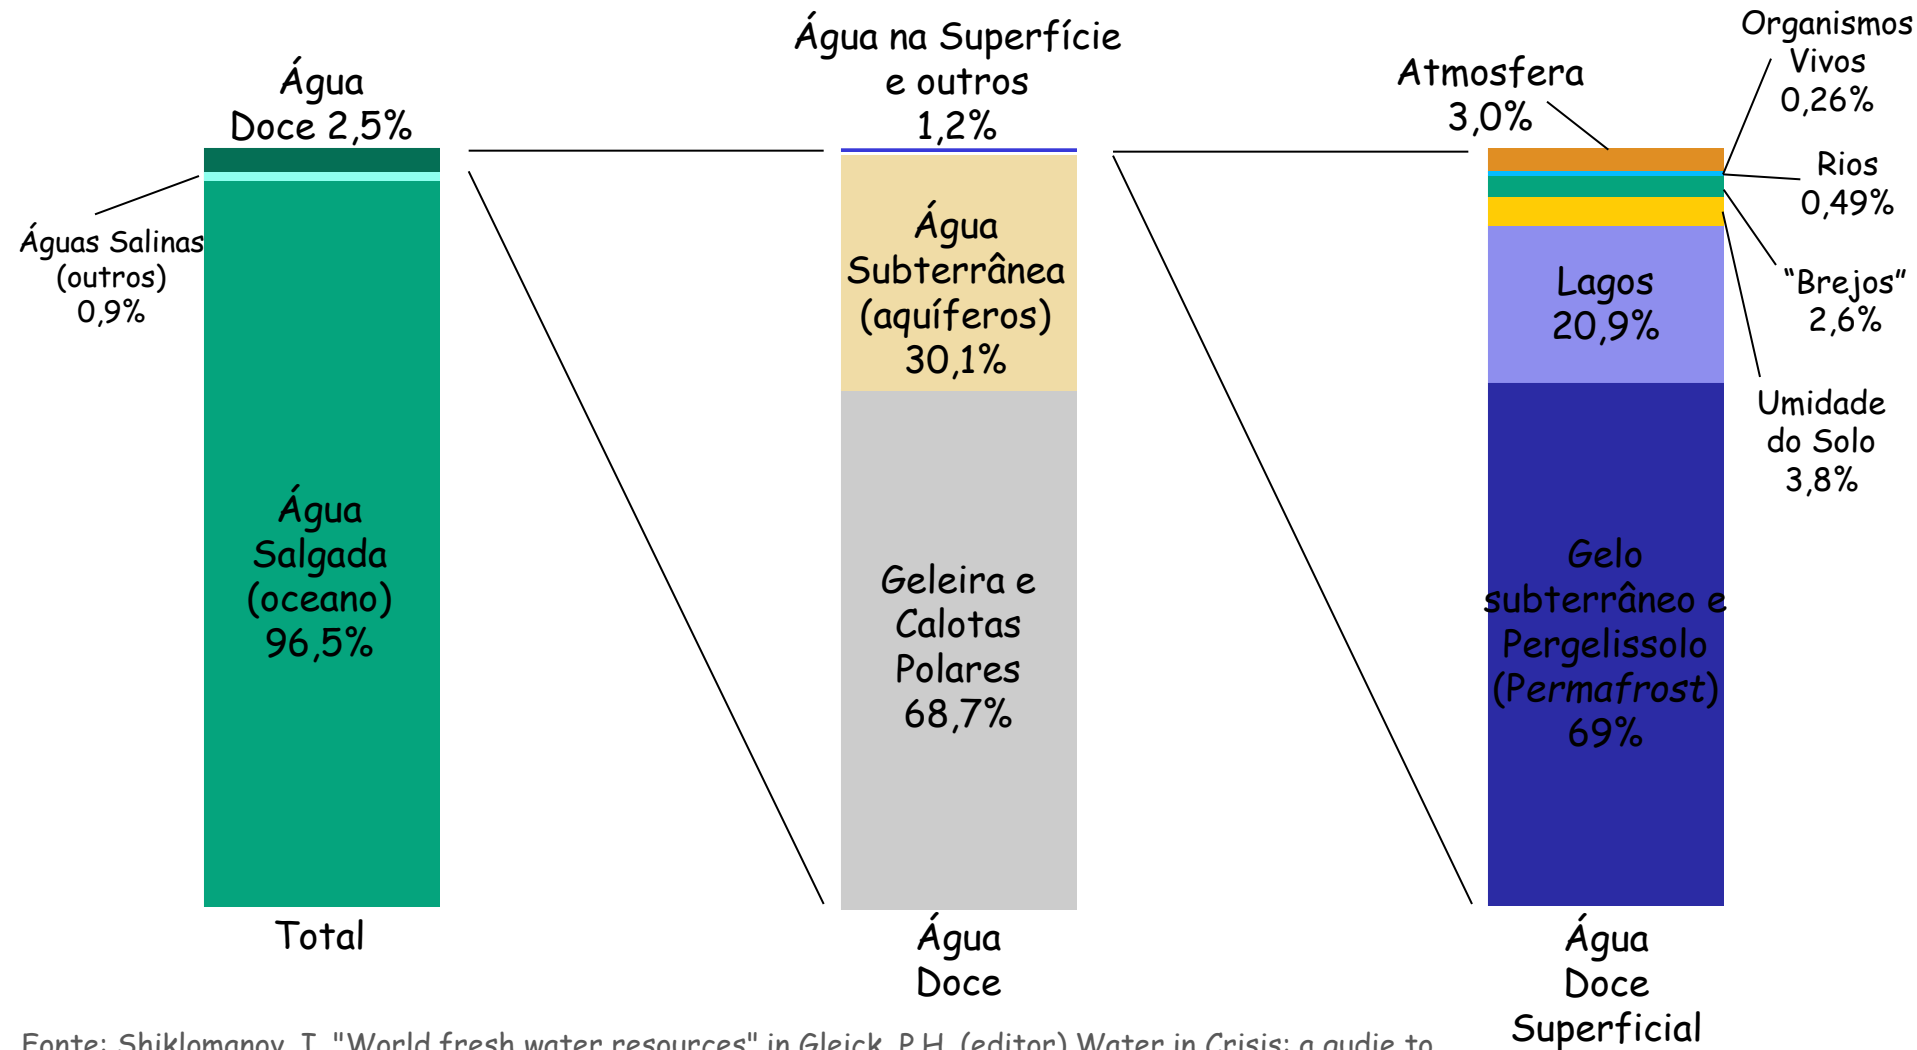 Água
Doce 2,5%
Águas Salinas
(outros)
0,9%
Água
Salgada
(oceano)
96,5%
Total
Água na Superfície
e outros
1,2%
Água
Subterrânea
(aquíferos)
30,1%
Geleira e
Calotas
Polares
68,7%
Água
Doce
Atmosfera
3,0%
Organismos
Vivos
0,26%
Rios
0,49%
“Brejos”
2,6%
Umidade
do Solo
3,8%
Lagos
20,9%
Gelo
subterrâneo e
Pergelissolo
(Permafrost)
69%
Água
Doce
Superficial
Fonte: Shiklomanov, I. "World fresh water resources" in Gleick, P.H. (editor) Water in Crisis: a gudie to